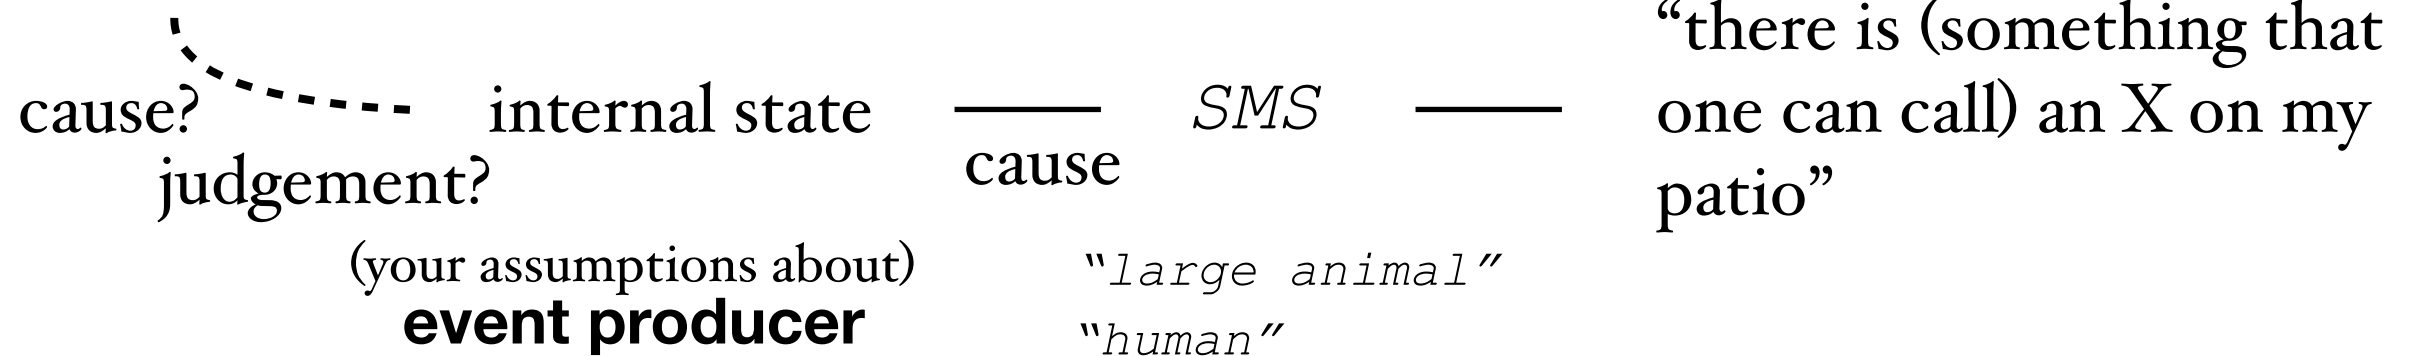 “there is (something that
one can call) an X on my
patio”
cause?
internal state
SMS
cause
judgement?
(your assumptions about)
event producer
“large animal”
“human”